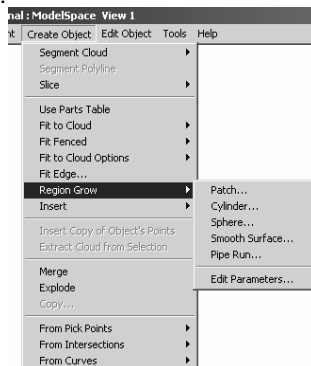 nal : ModelSpace View 1
nt Create Object Edit Object Tools Help
Segment Cloud
Segment Polyline
Slice
Use Parts Table
Fit to Cloud
Fit Fenced
Fit to Cloud Options
Fit Edge...
Region Grow
Patch...
Insert
Cylinder...
Sphere...
Insert Copy of Object's Points
Smooth Surface...
Extract Cloud from Selection
Pipe Run...
Merge
Edit Parameters...
Explode
Copy...
From Pick Points
From Intersections
From Curves